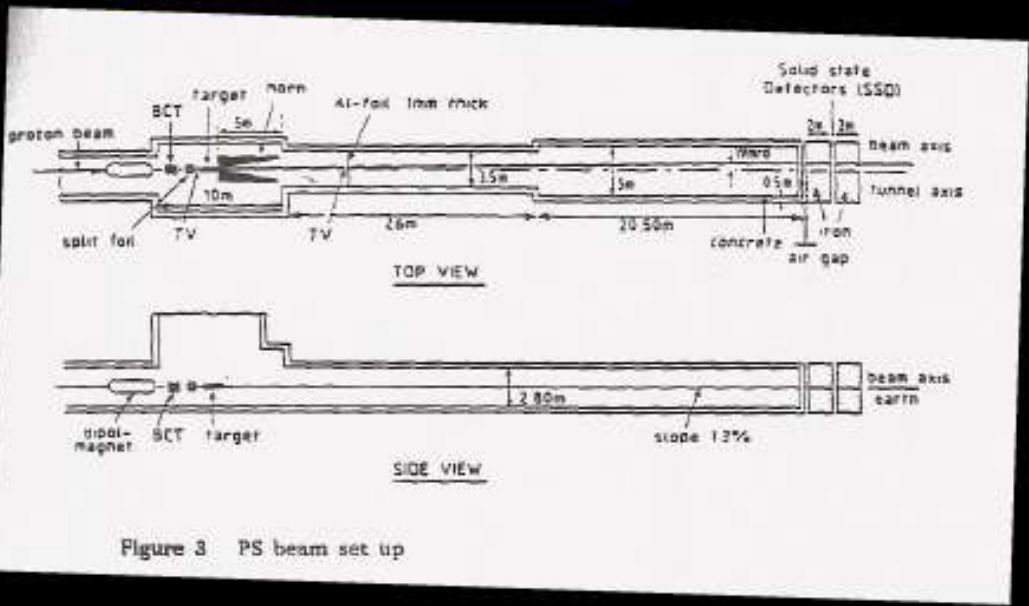 Solid state
Detectors (SSD)
target
horn
BCT
Al-foil 1mm thick
5m
2m
2m
proton beam
beam axis
3.5m
5m
0.5m
10m
tunnel axis
split foil
TV
TV
26m
20.50m
concrete
iron
air gap
TOP VIEW
2.80m
beam axis
earth
dipol-
magnet
BCT
target
slope 13%
SIDE VIEW
Figure 3 PS beam set up